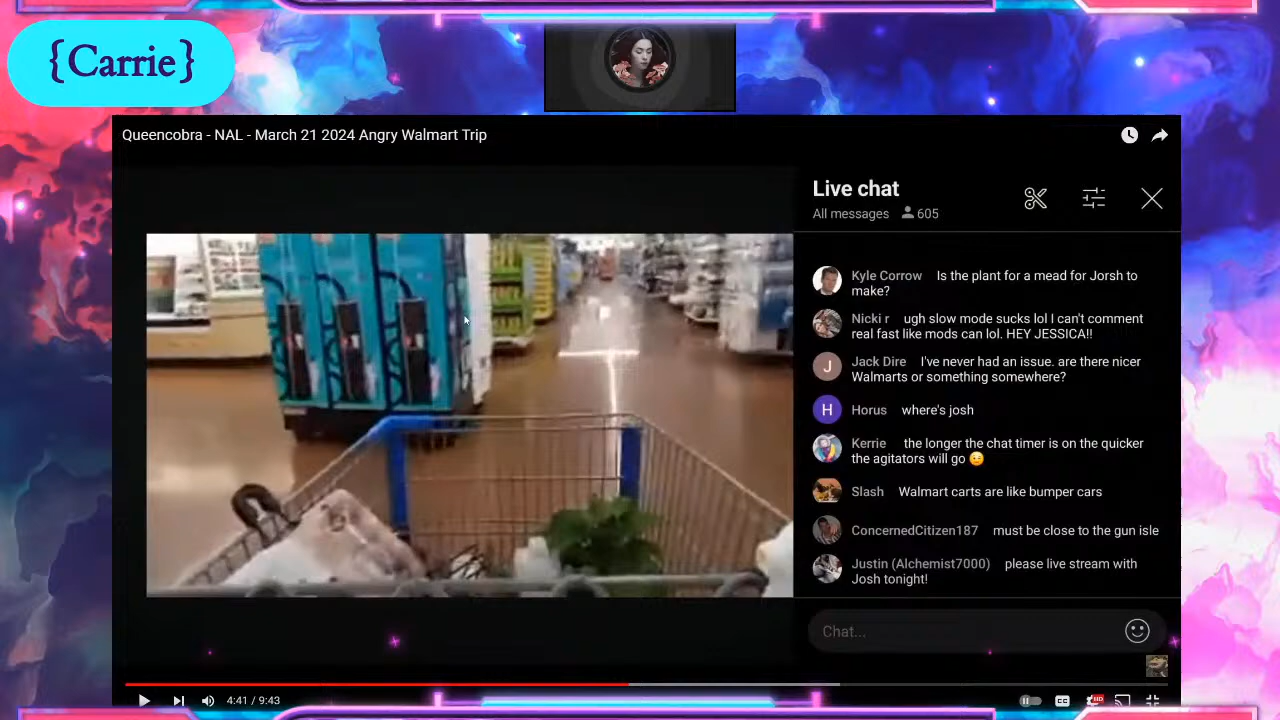 {Carrie}
Queencobra - NAL - March 21 2024 Angry Walmart Trip
Live chat
All messages 605
Kyle Corrow Is the plant for a mead for Jorsh to
make?
Nicki r ugh slow mode sucks lol I can't comment
real fast like mods can lol. HEY JESSICA!!
J
Jack Dire I've never had an issue. are there nicer
Walmarts or something somewhere?
H
Horus where's josh
Kerrie the longer the chat timer is on the quicker
the agitators will go 😉
Slash Walmart carts are like bumper cars
ConcernedCitizen187 must be close to the gun isle
Justin (Alchemist7000) please live stream with
Josh tonight!
Chat...
4:41 / 9:43
CC
HD